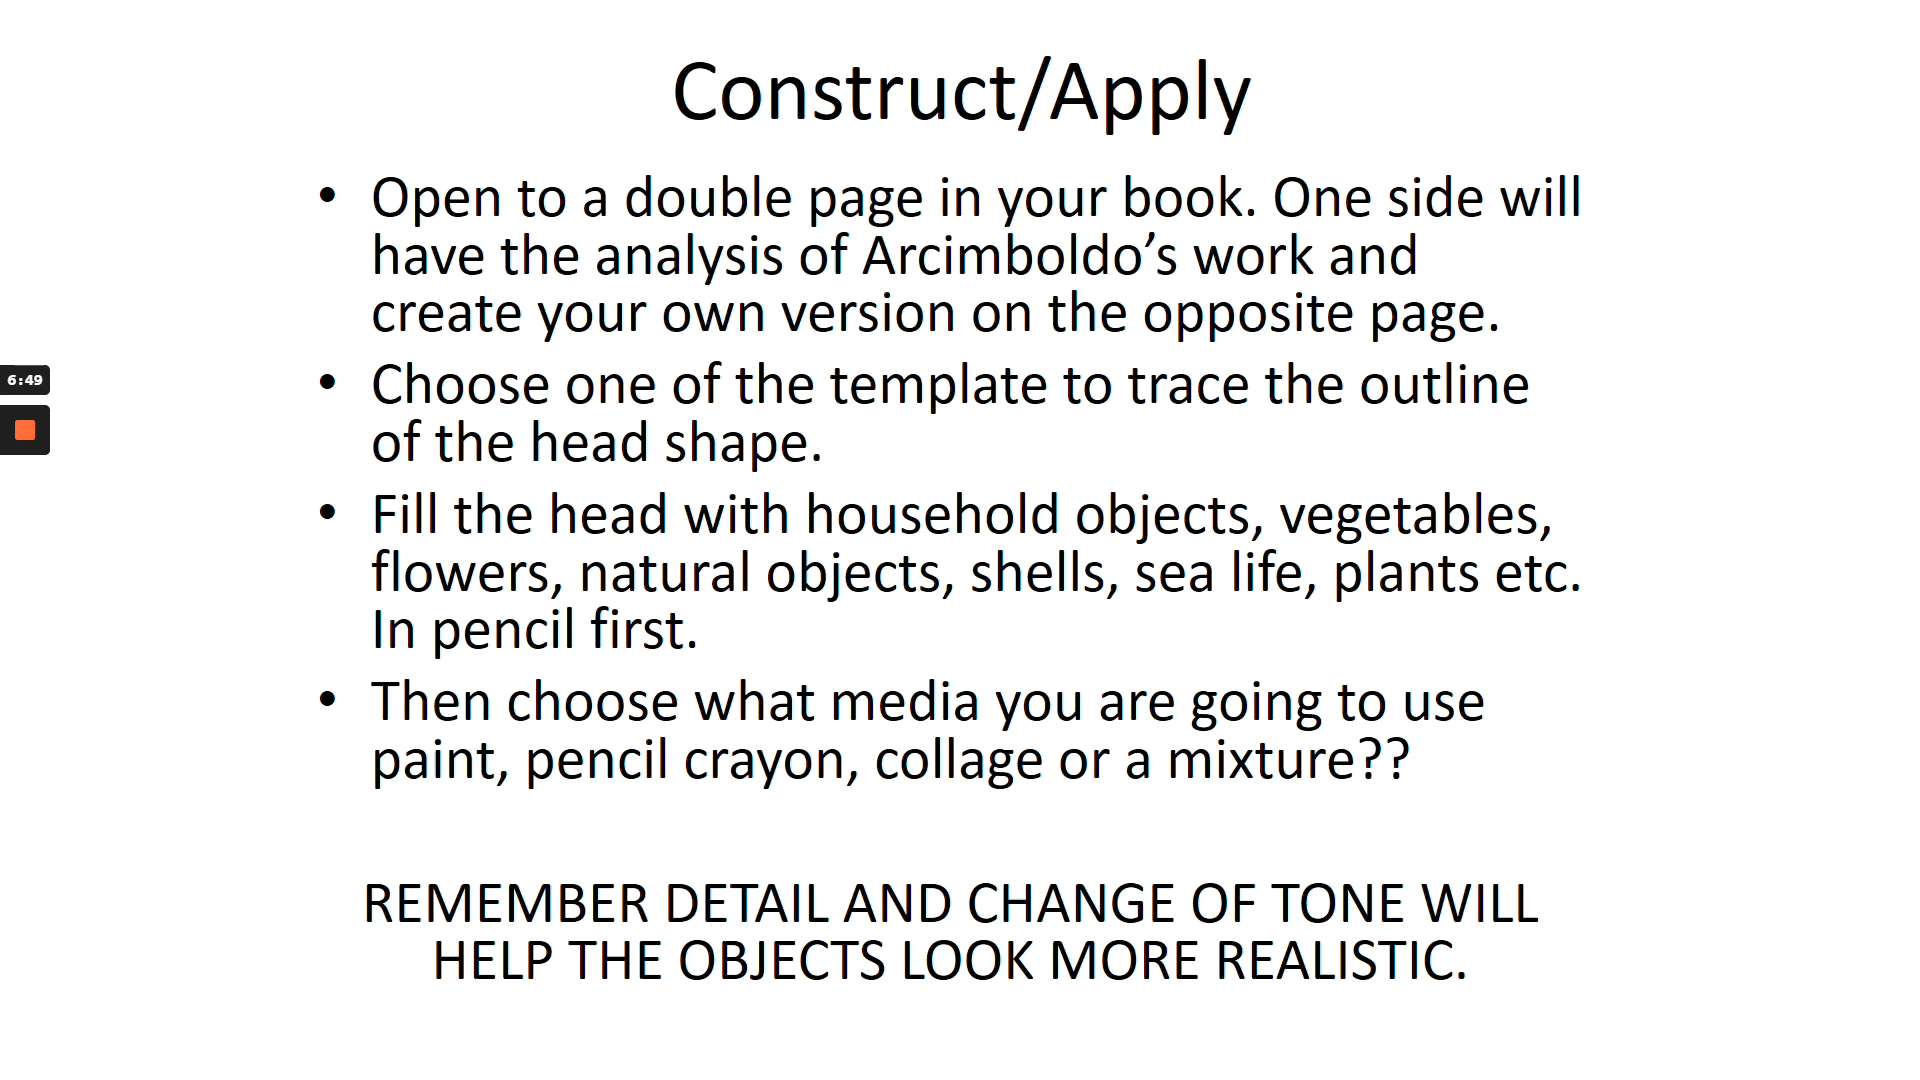 Construct/Apply
• Open to a double page in your book. One side will
have the analysis of Arcimboldo’s work and
create your own version on the opposite page.
• Choose one of the template to trace the outline
of the head shape.
• Fill the head with household objects, vegetables,
flowers, natural objects, shells, sea life, plants etc.
In pencil first.
• Then choose what media you are going to use
paint, pencil crayon, collage or a mixture??
REMEMBER DETAIL AND CHANGE OF TONE WILL
HELP THE OBJECTS LOOK MORE REALISTIC.
6:49